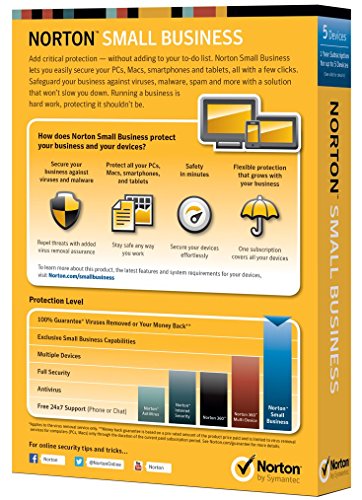 NORTON™ SMALL BUSINESS
Add critical protection — without adding to your to-do list. Norton Small Business
lets you easily secure your PCs, Macs, smartphones and tablets, all with a few clicks.
Safeguard your business against viruses, malware, spam and more with a solution
that won't slow you down. Running a business is
hard work, protecting it shouldn't be.
How does Norton Small Business protect
your business and your devices?
Secure your
business against
viruses and malware
Protect all your PCs,
Macs, smartphones,
and tablets
Safety
in minutes
Flexible protection
that grows with
your business
Repel threats with added
virus removal assurance
Stay safe any way
you work
Secure your devices
effortlessly
One subscription
covers all your devices
To learn more about this product, the latest features and system requirements for your devices,
visit Norton.com/smallbusiness
Protection Level
100% Guarantee* Viruses Removed or Your Money Back**
Exclusive Small Business Capabilities
Multiple Devices
Full Security
Antivirus
Free 24x7 Support (Phone or Chat)
Norton™
AntiVirus
Norton™
Internet
Security
Norton 360™
Norton 360™
Multi-Device
Norton™
Small
Business
For online security tips and tricks...
Norton
@NortonOnline
Norton
Norton™
by Symantec
5 Devices
NORTON™ SMALL BUSINESS